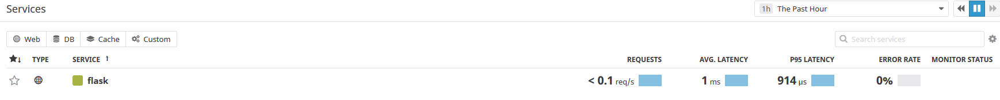 Services
1h The Past Hour
Web DB Cache Custom
Search services
TYPE SERVICE REQUESTS AVG. LATENCY P95 LATENCY ERROR RATE MONITOR STATUS
flask < 0.1 req/s 1 ms 914 µs 0%